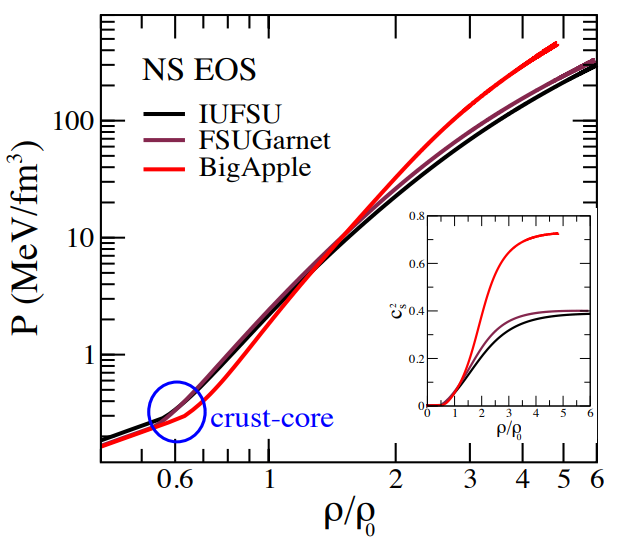 NS EOS
IUFSU
FSUGarnet
BigApple
P (MeV/fm³)
100
10
1
crust-core
0.6 1 2 3 4 5 6
ρ/ρ₀
0.8
0.6
0.4
0.2
0
c²ₛ
0 1 2 3 4 5 6
ρ/ρ₀